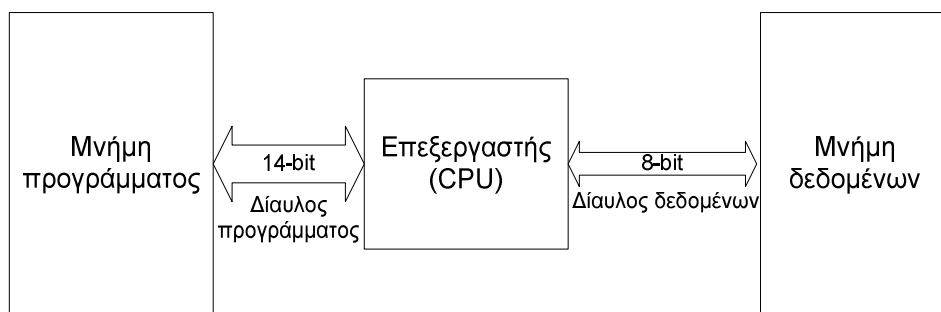 Μνήμη
προγράμματος
14-bit
Δίαυλος
προγράμματος
Επεξεργαστής
(CPU)
8-bit
Δίαυλος δεδομένων
Μνήμη
δεδομένων